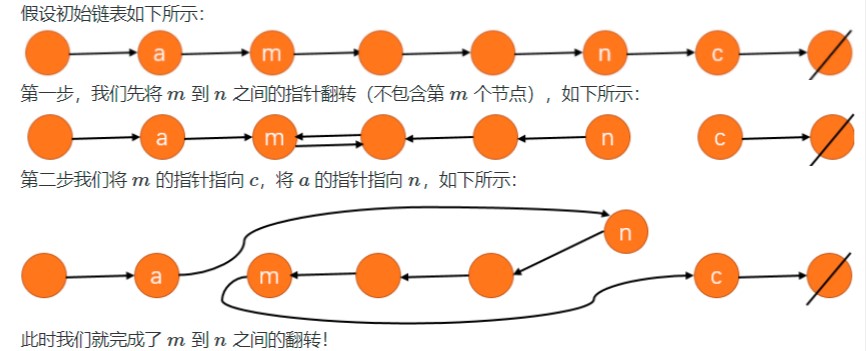 假设初始链表如下所示：
a m n c
第一步，我们先将 m 到 n 之间的指针翻转（不包含第 m 个节点），如下所示：
a m n c
第二步我们将 m 的指针指向 c，将 a 的指针指向 n，如下所示：
n
a m c
此时我们就完成了 m 到 n 之间的翻转！